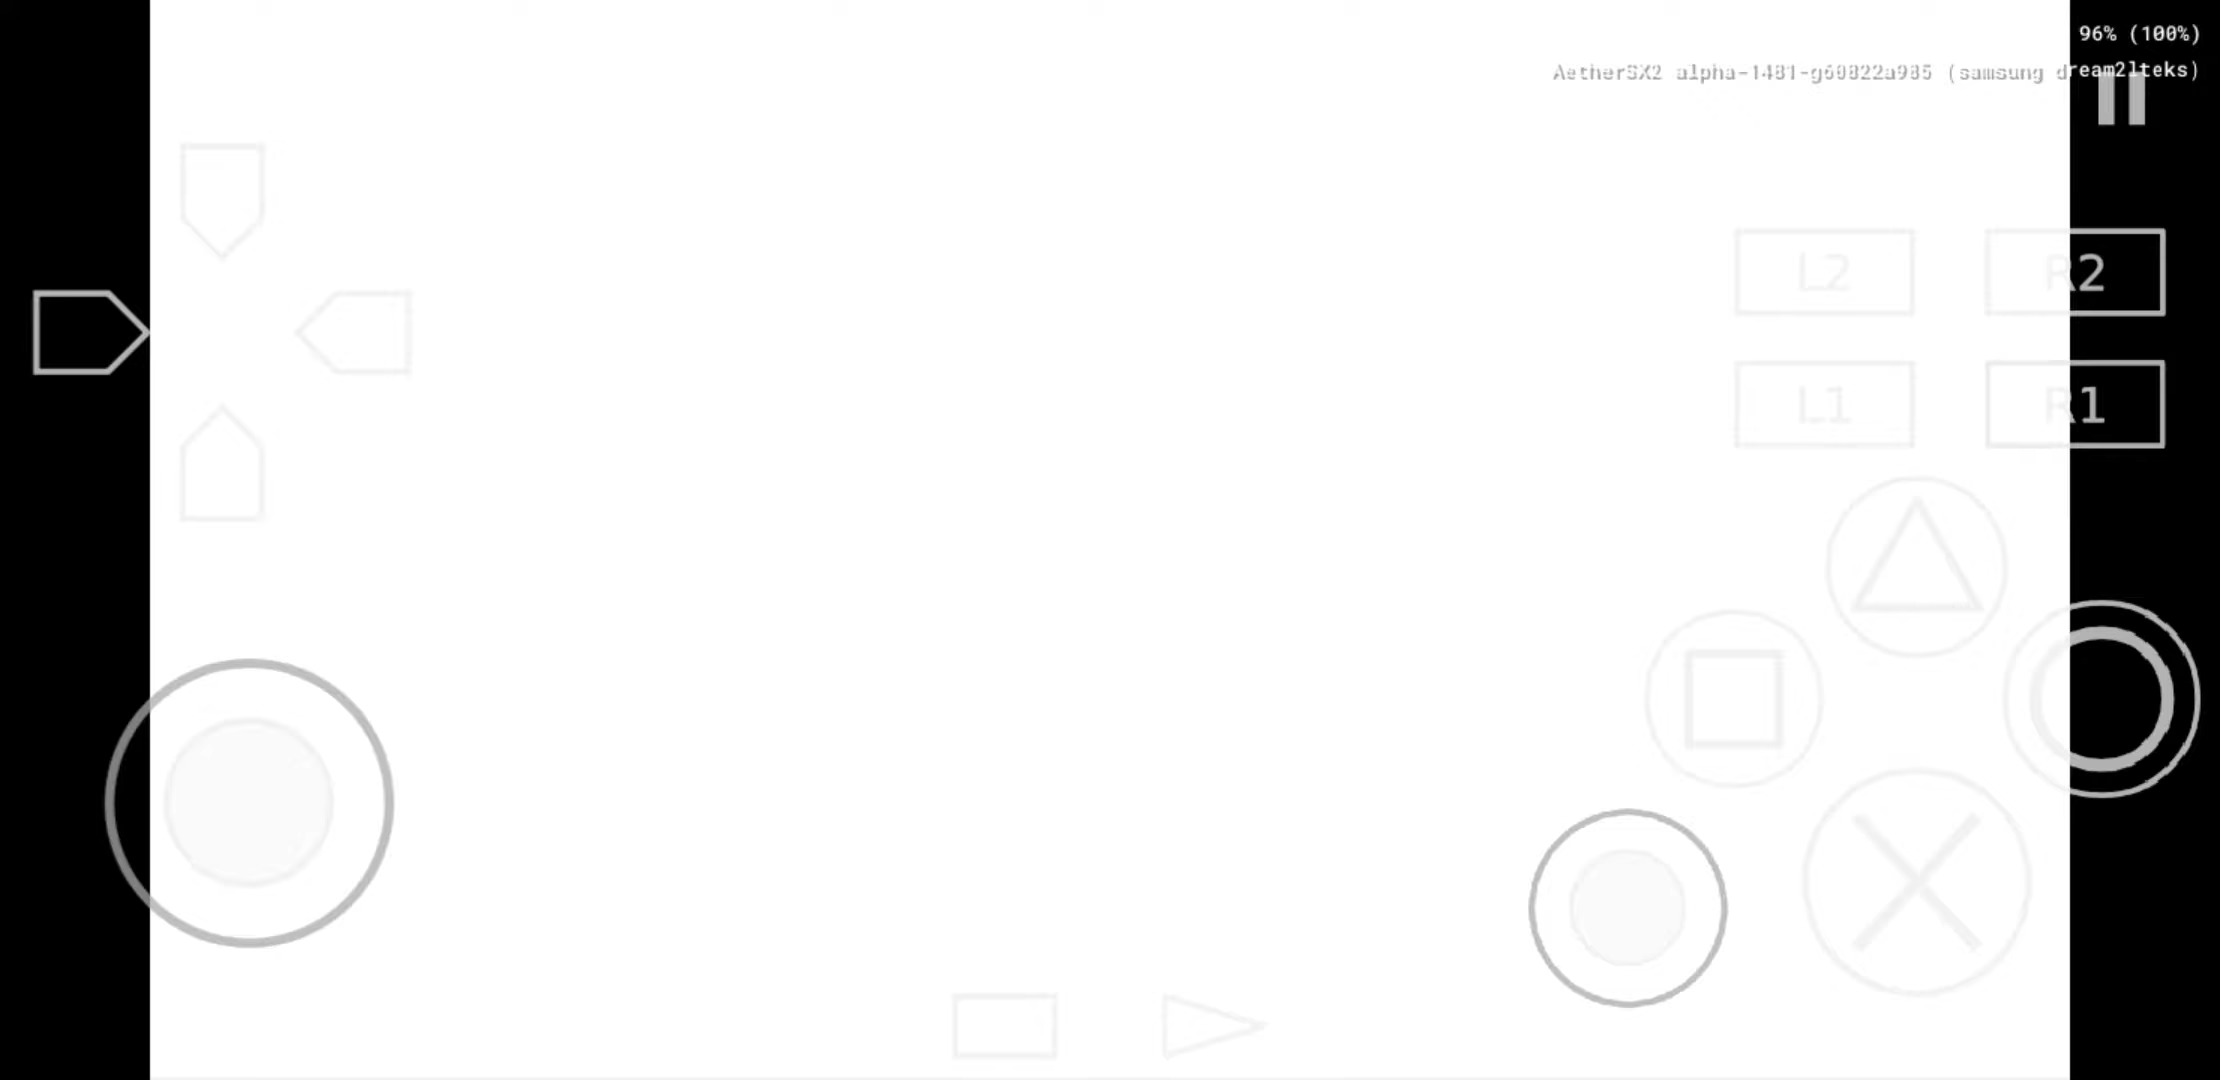 96% (100%)
AetherSX2 alpha-1481-g60822a985 (samsung dream2lteks)
L2
R2
L1
R1